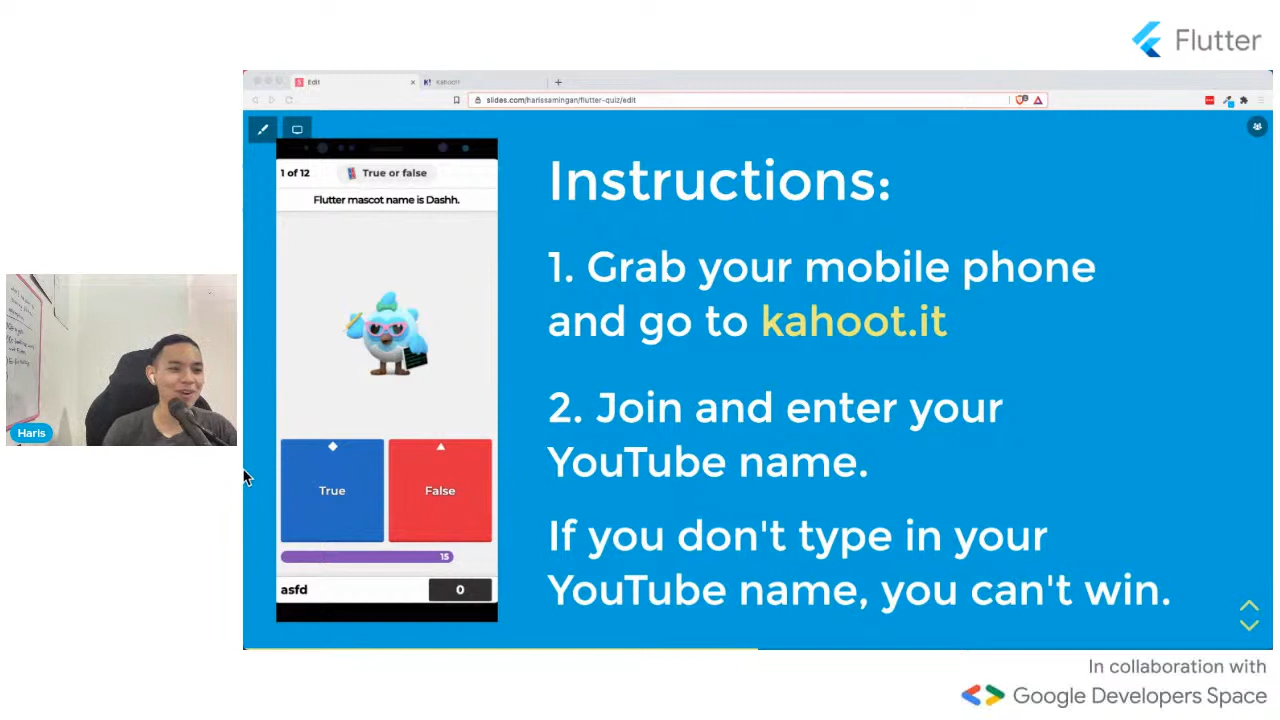 Flutter
Edit
Kahoot!
slides.com/harissamingan/flutter-quiz/edit
1 of 12
True or false
Flutter mascot name is Dashh.
True
False
15
asfd
0
Instructions:
1. Grab your mobile phone
and go to kahoot.it
2. Join and enter your
YouTube name.
If you don't type in your
YouTube name, you can't win.
Haris
In collaboration with
Google Developers Space